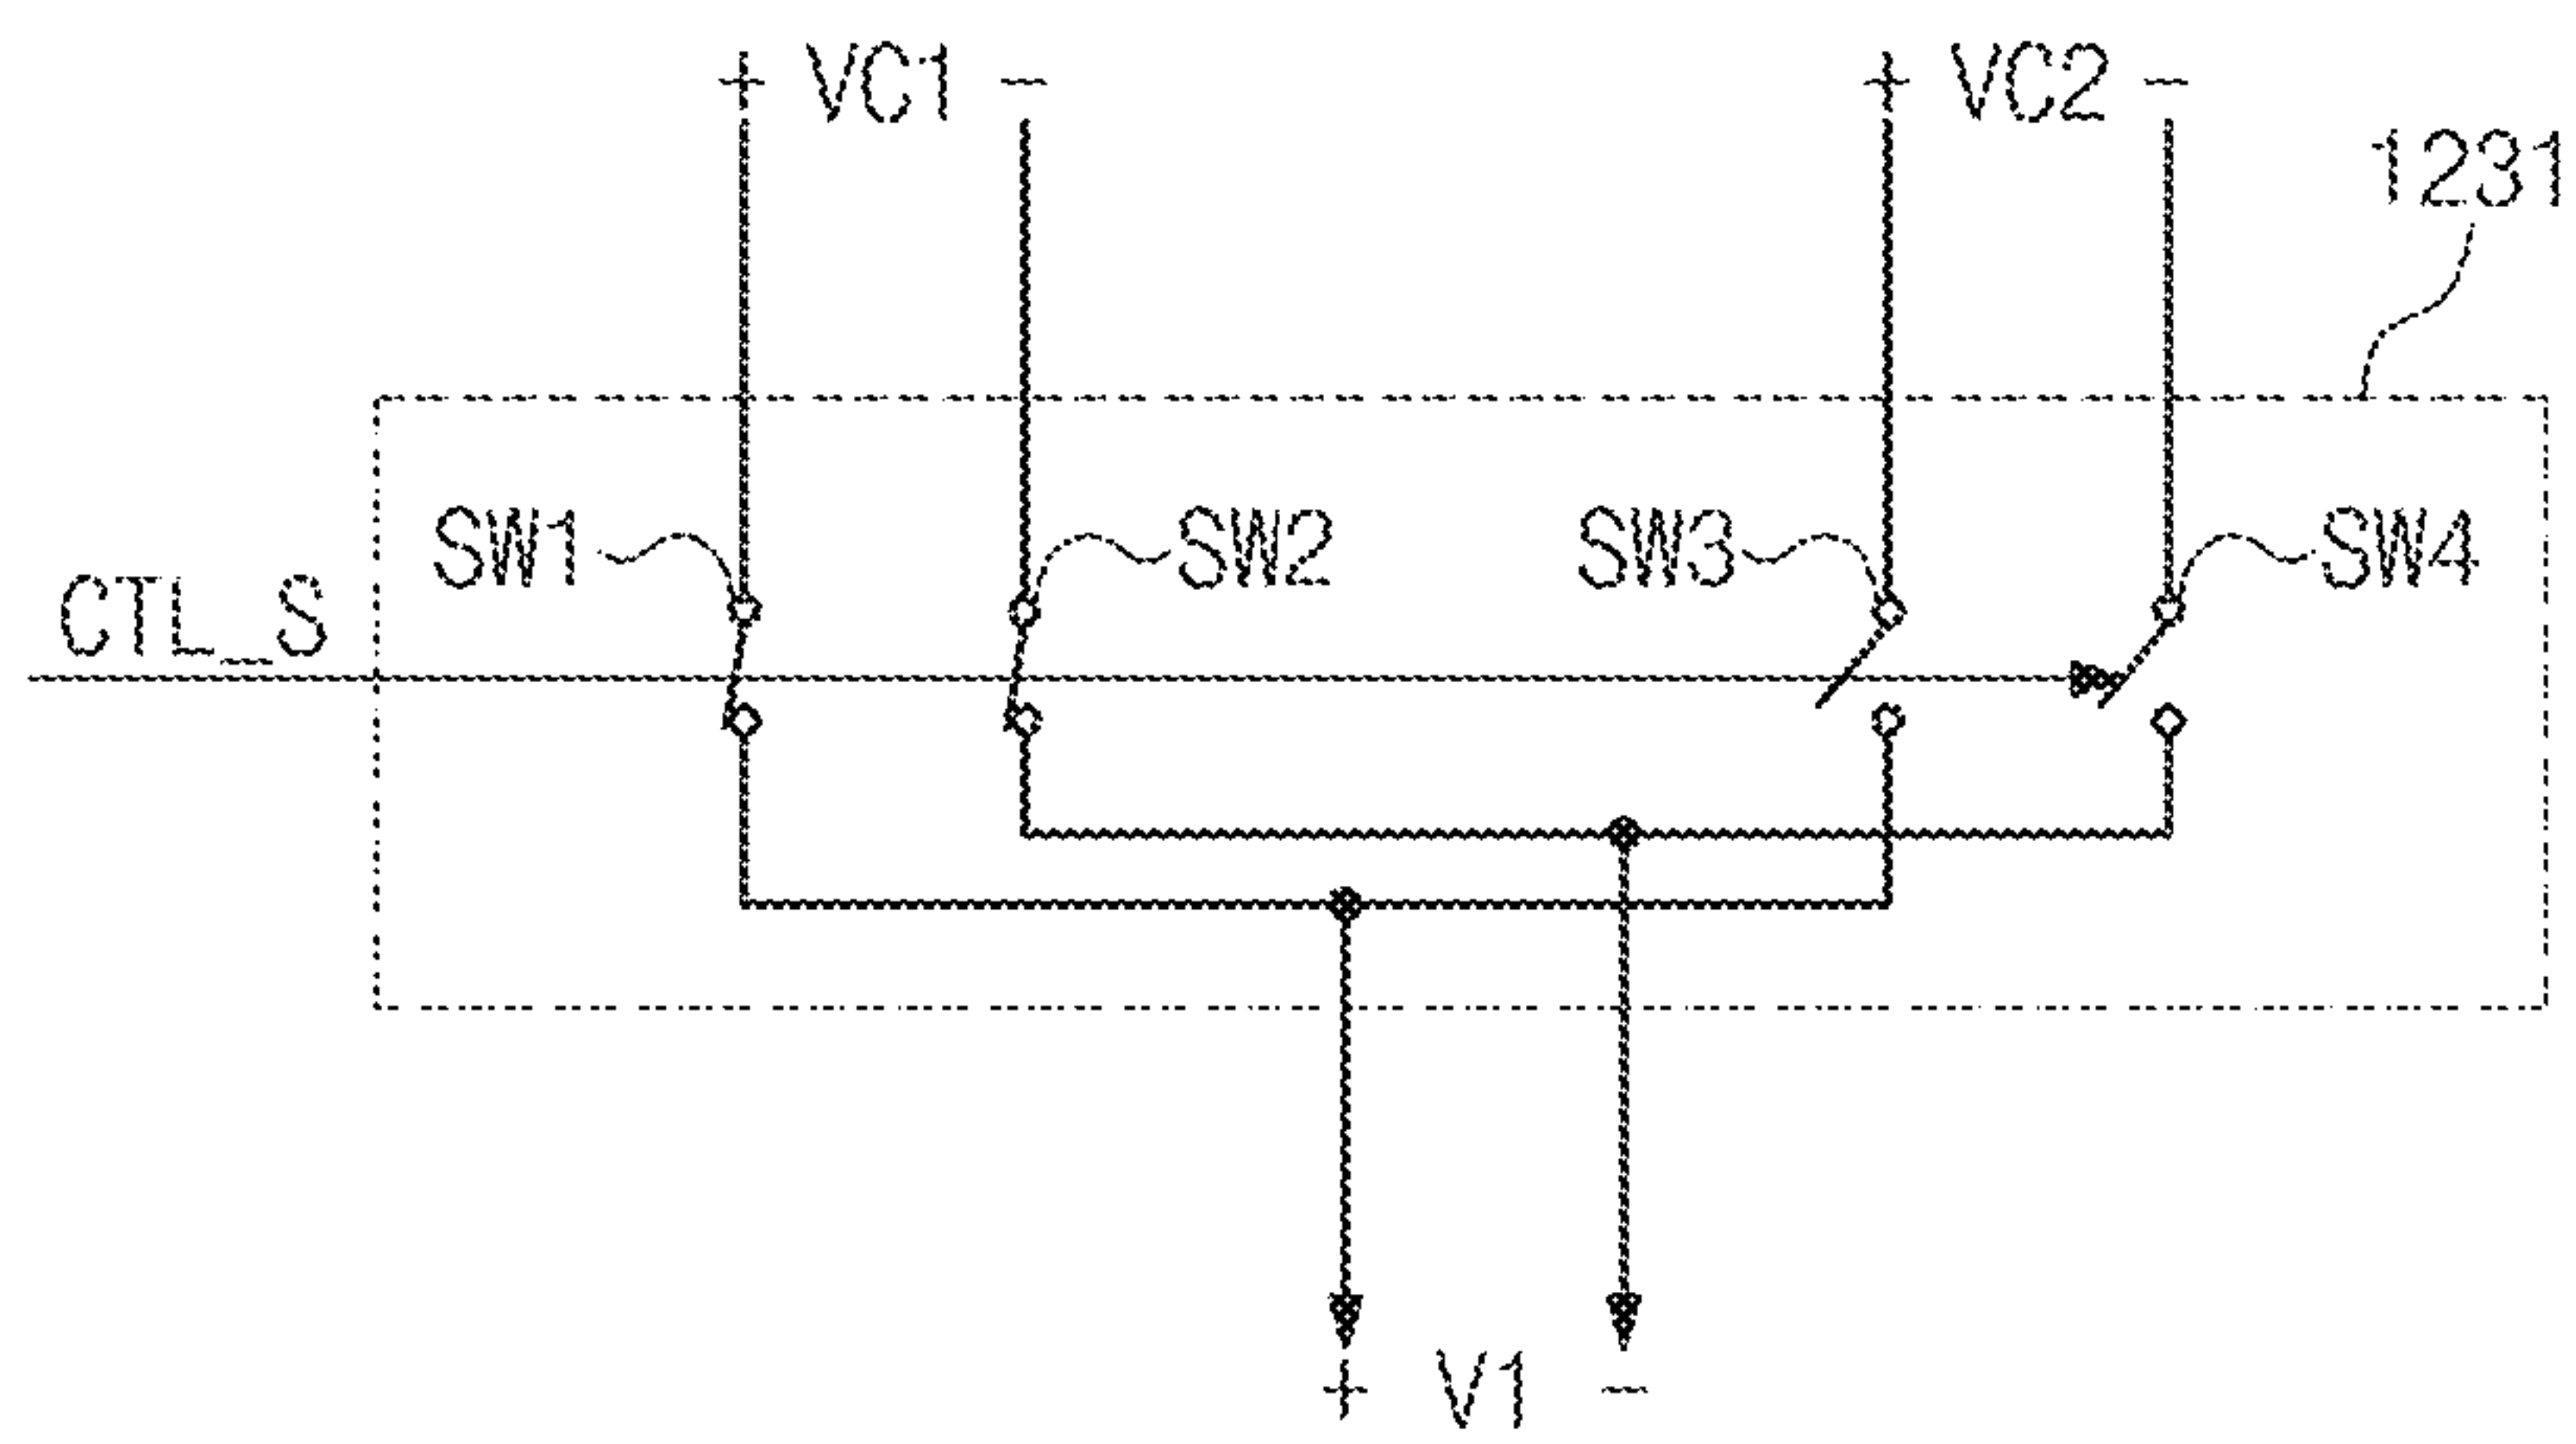 + VC1 −
+ VC2 −
1231
SW1
SW2
SW3
SW4
CTL_S
+ V1 −